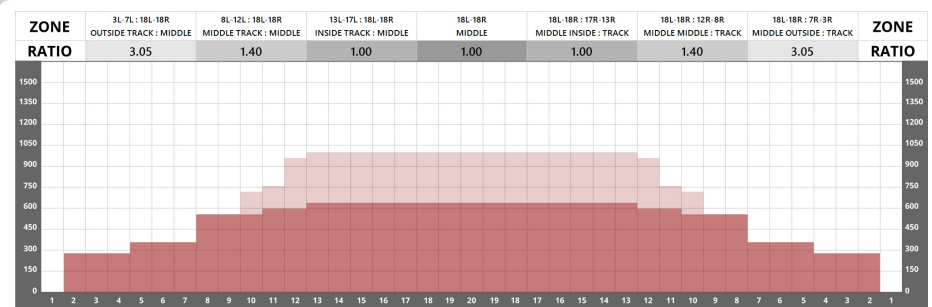 ZONE 3L-7L : 18L-18R 8L-12L : 18L-18R 13L-17L : 18L-18R 18L-18R 18L-18R : 17R-13R 18L-18R : 12R-8R 18L-18R : 7R-3R ZONE
OUTSIDE TRACK : MIDDLE MIDDLE TRACK : MIDDLE INSIDE TRACK : MIDDLE MIDDLE MIDDLE INSIDE : TRACK MIDDLE MIDDLE : TRACK MIDDLE OUTSIDE : TRACK
RATIO 3.05 1.40 1.00 1.00 1.00 1.40 3.05 RATIO
1500 1500
1350 1350
1200 1200
1050 1050
900 900
750 750
600 600
450 450
300 300
150 150
0 0
1 2 3 4 5 6 7 8 9 10 11 12 13 14 15 16 17 18 19 20 19 18 17 16 15 14 13 12 11 10 9 8 7 6 5 4 3 2 1